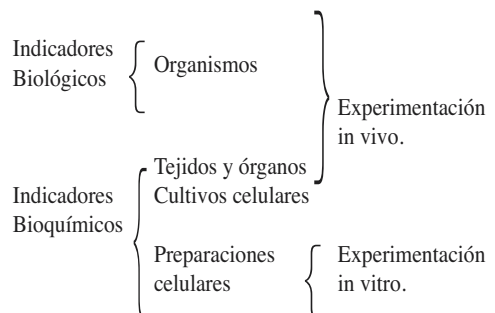 Indicadores
Biológicos
Organismos
Experimentación
in vivo.
Indicadores
Bioquímicos
Tejidos y órganos
Cultivos celulares
Preparaciones
celulares
Experimentación
in vitro.